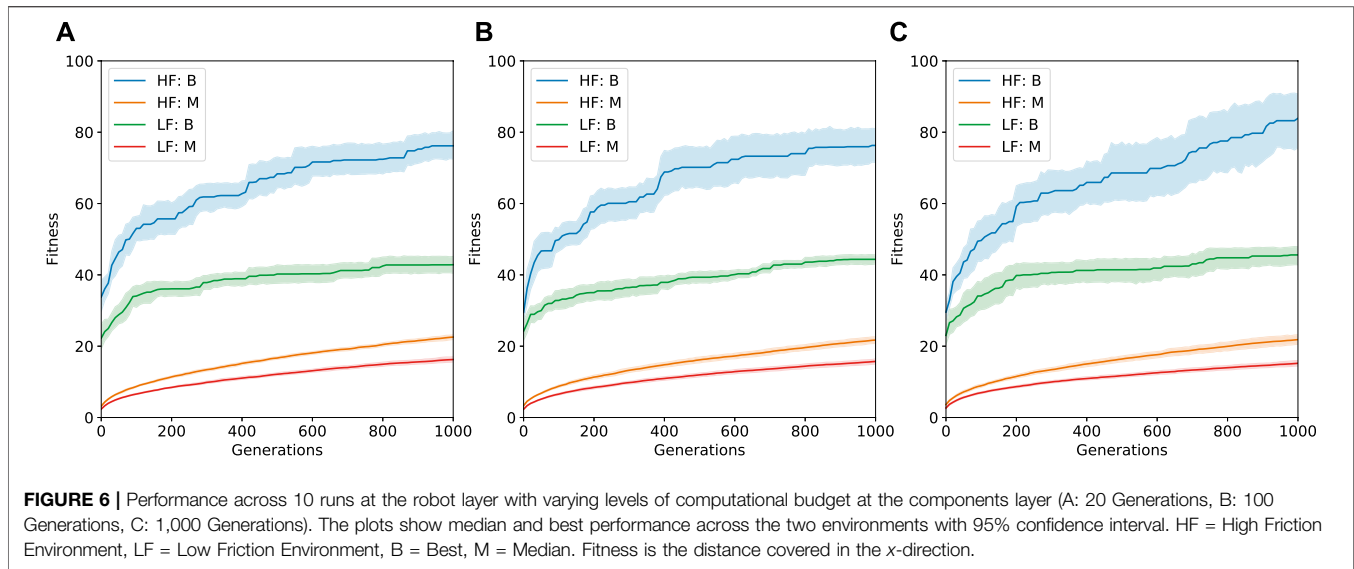 A
B
C
100
80
60
40
20
0
Fitness
HF: B
HF: M
LF: B
LF: M
0
200
400
600
800
1000
Generations
100
80
60
40
20
0
Fitness
HF: B
HF: M
LF: B
LF: M
0
200
400
600
800
1000
Generations
100
80
60
40
20
0
Fitness
HF: B
HF: M
LF: B
LF: M
0
200
400
600
800
1000
Generations
FIGURE 6 | Performance across 10 runs at the robot layer with varying levels of computational budget at the components layer (A: 20 Generations, B: 100
Generations, C: 1,000 Generations). The plots show median and best performance across the two environments with 95% confidence interval. HF = High Friction
Environment, LF = Low Friction Environment, B = Best, M = Median. Fitness is the distance covered in the x-direction.